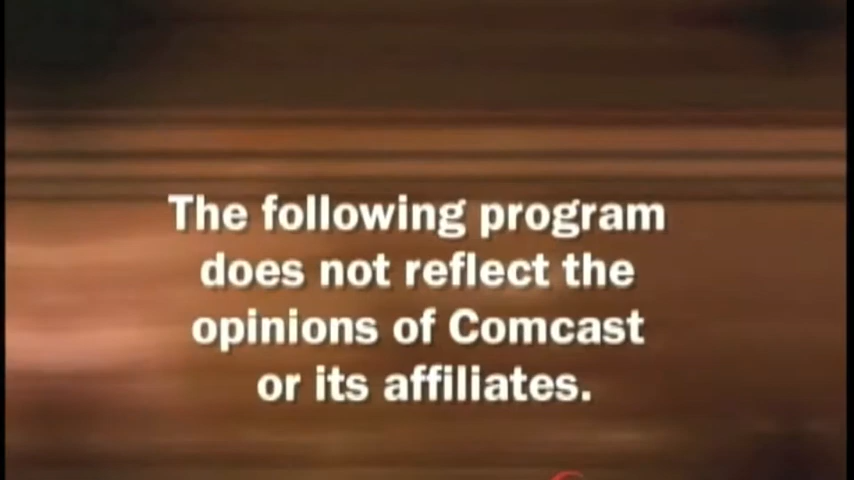 The following program
does not reflect the
opinions of Comcast
or its affiliates.